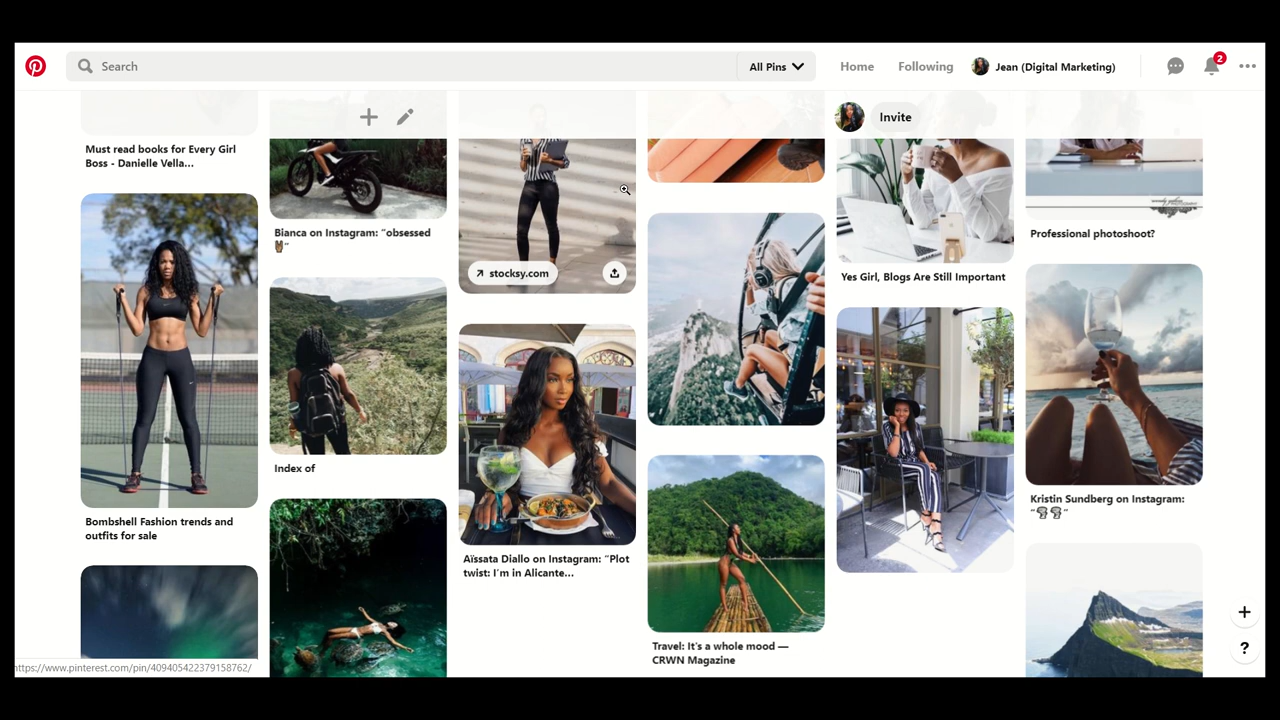 Search
All Pins
Home
Following
Jean (Digital Marketing)
2
Invite
Must read books for Every Girl
Boss - Danielle Vella...
Bombshell Fashion trends and
outfits for sale
Bianca on Instagram: “obsessed
🤘🏽”
Index of
stocksy.com
Aïssata Diallo on Instagram: “Plot
twist: I'm in Alicante...
Travel: It's a whole mood —
CRWN Magazine
Yes Girl, Blogs Are Still Important
Professional photoshoot?
Kristin Sundberg on Instagram:
?
https://www.pinterest.com/pin/409405422379158762/